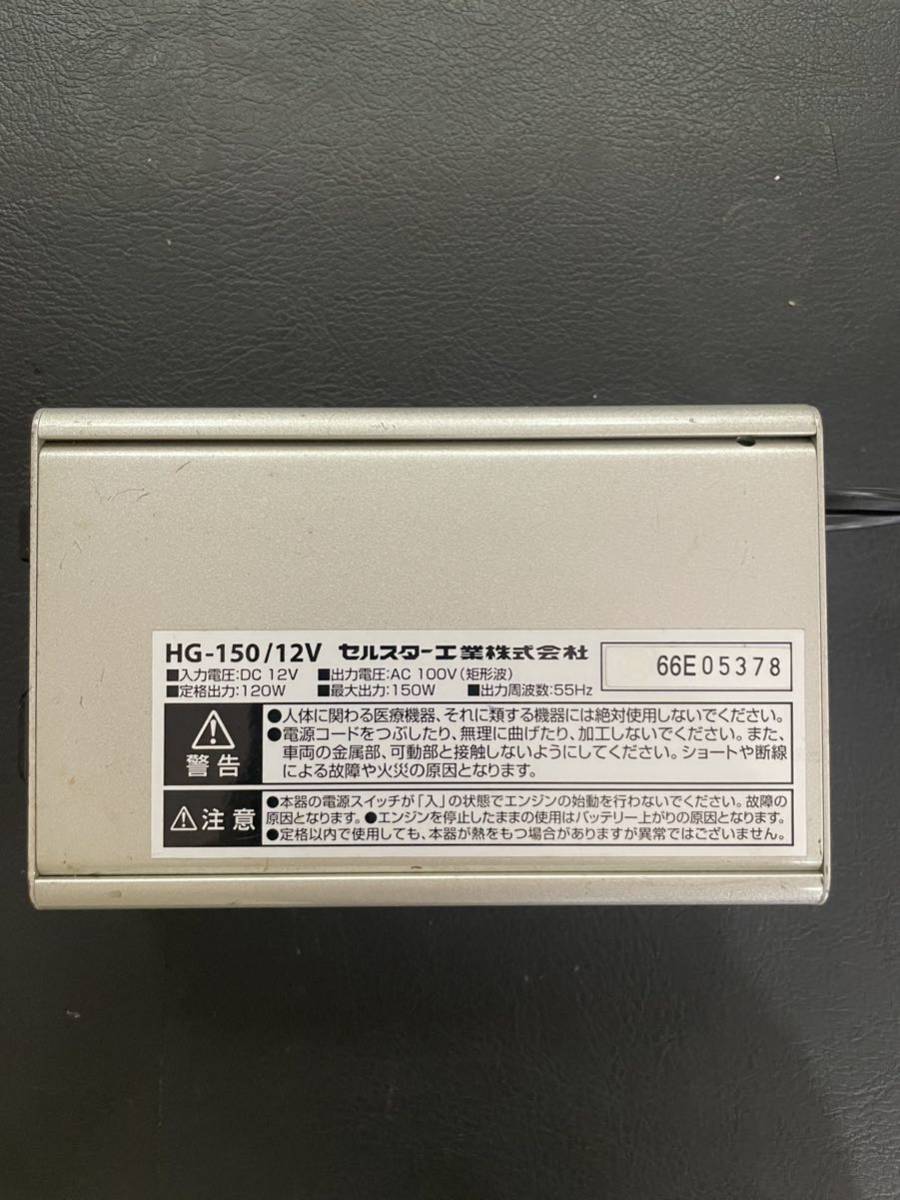 HG-150/12V セルスター工業株式会社 66E05378
■入力電圧:DC 12V ■出力電圧:AC 100V(矩形波)
■定格出力:120W ■最大出力:150W ■出力周波数:55Hz
警告
●人体に関わる医療機器、それに類する機器には絶対使用しないでください。
●電源コードをつぶしたり、無理に曲げたり、加工しないでください。また、
車両の金属部、可動部と接触しないようにしてください。ショートや断線
による故障や火災の原因となります。
注意
●本器の電源スイッチが「入」の状態でエンジンの始動を行わないでください。故障の
原因となります。●エンジンを停止したままの使用はバッテリー上がりの原因となります。
●定格以内で使用しても、本器が熱をもつ場合がありますが異常ではございません。